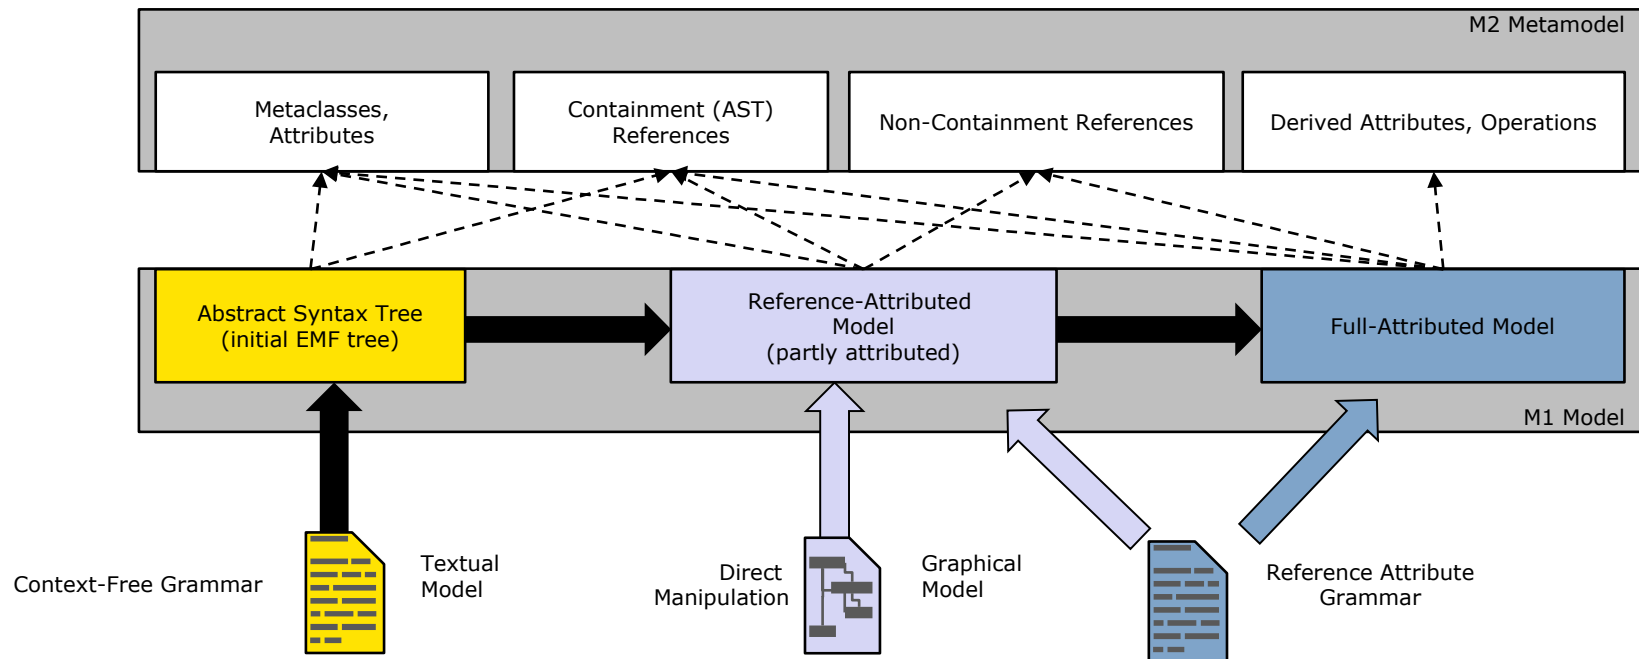 M2 Metamodel
Metaclasses,
Attributes
Containment (AST)
References
Non-Containment References
Derived Attributes, Operations
Abstract Syntax Tree
(initial EMF tree)
Reference-Attributed
Model
(partly attributed)
Full-Attributed Model
M1 Model
Context-Free Grammar
Textual
Model
Direct
Manipulation
Graphical
Model
Reference Attribute
Grammar